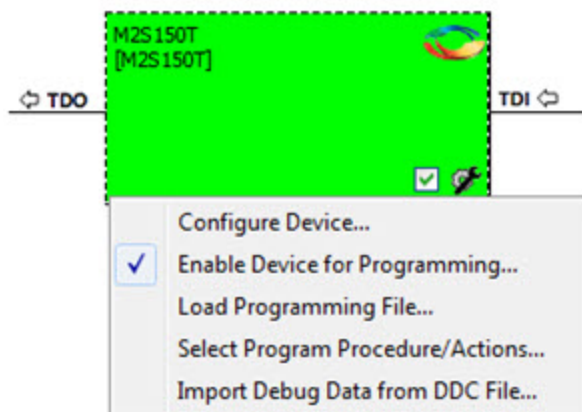 M2S150T
[M2S150T]
TDO
TDI
Configure Device...
Enable Device for Programming...
Load Programming File...
Select Program Procedure/Actions...
Import Debug Data from DDC File...